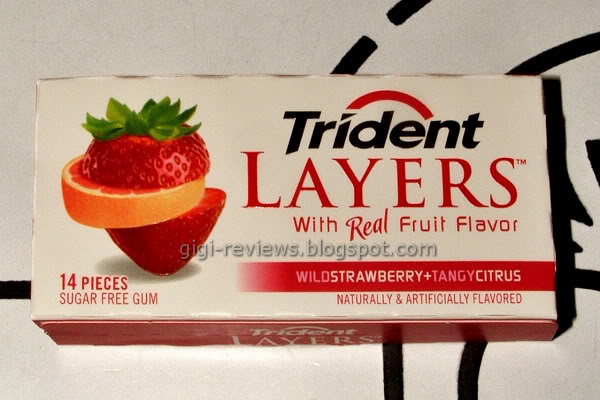 Trident
LAYERS™
With Real Fruit Flavor
gigi-reviews.blogspot.com
WILDSTRAWBERRY+TANGYCITRUS
14 PIECES
SUGAR FREE GUM
NATURALLY & ARTIFICIALLY FLAVORED
Trident
LAYERS